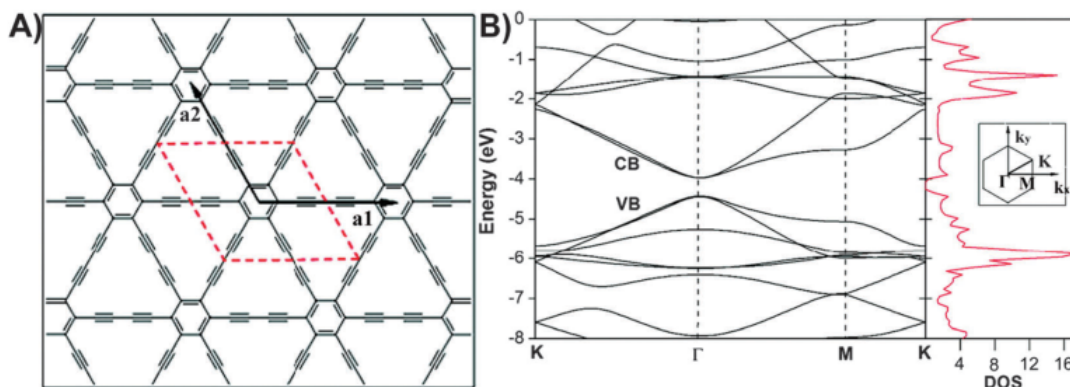 A)
a2
a1
B)
Energy (eV)
0
-1
-2
-3
-4
-5
-6
-7
-8
CB
VB
K
Γ
M
K
ky
K
Γ
M
kx
4
8
12
16
DOS